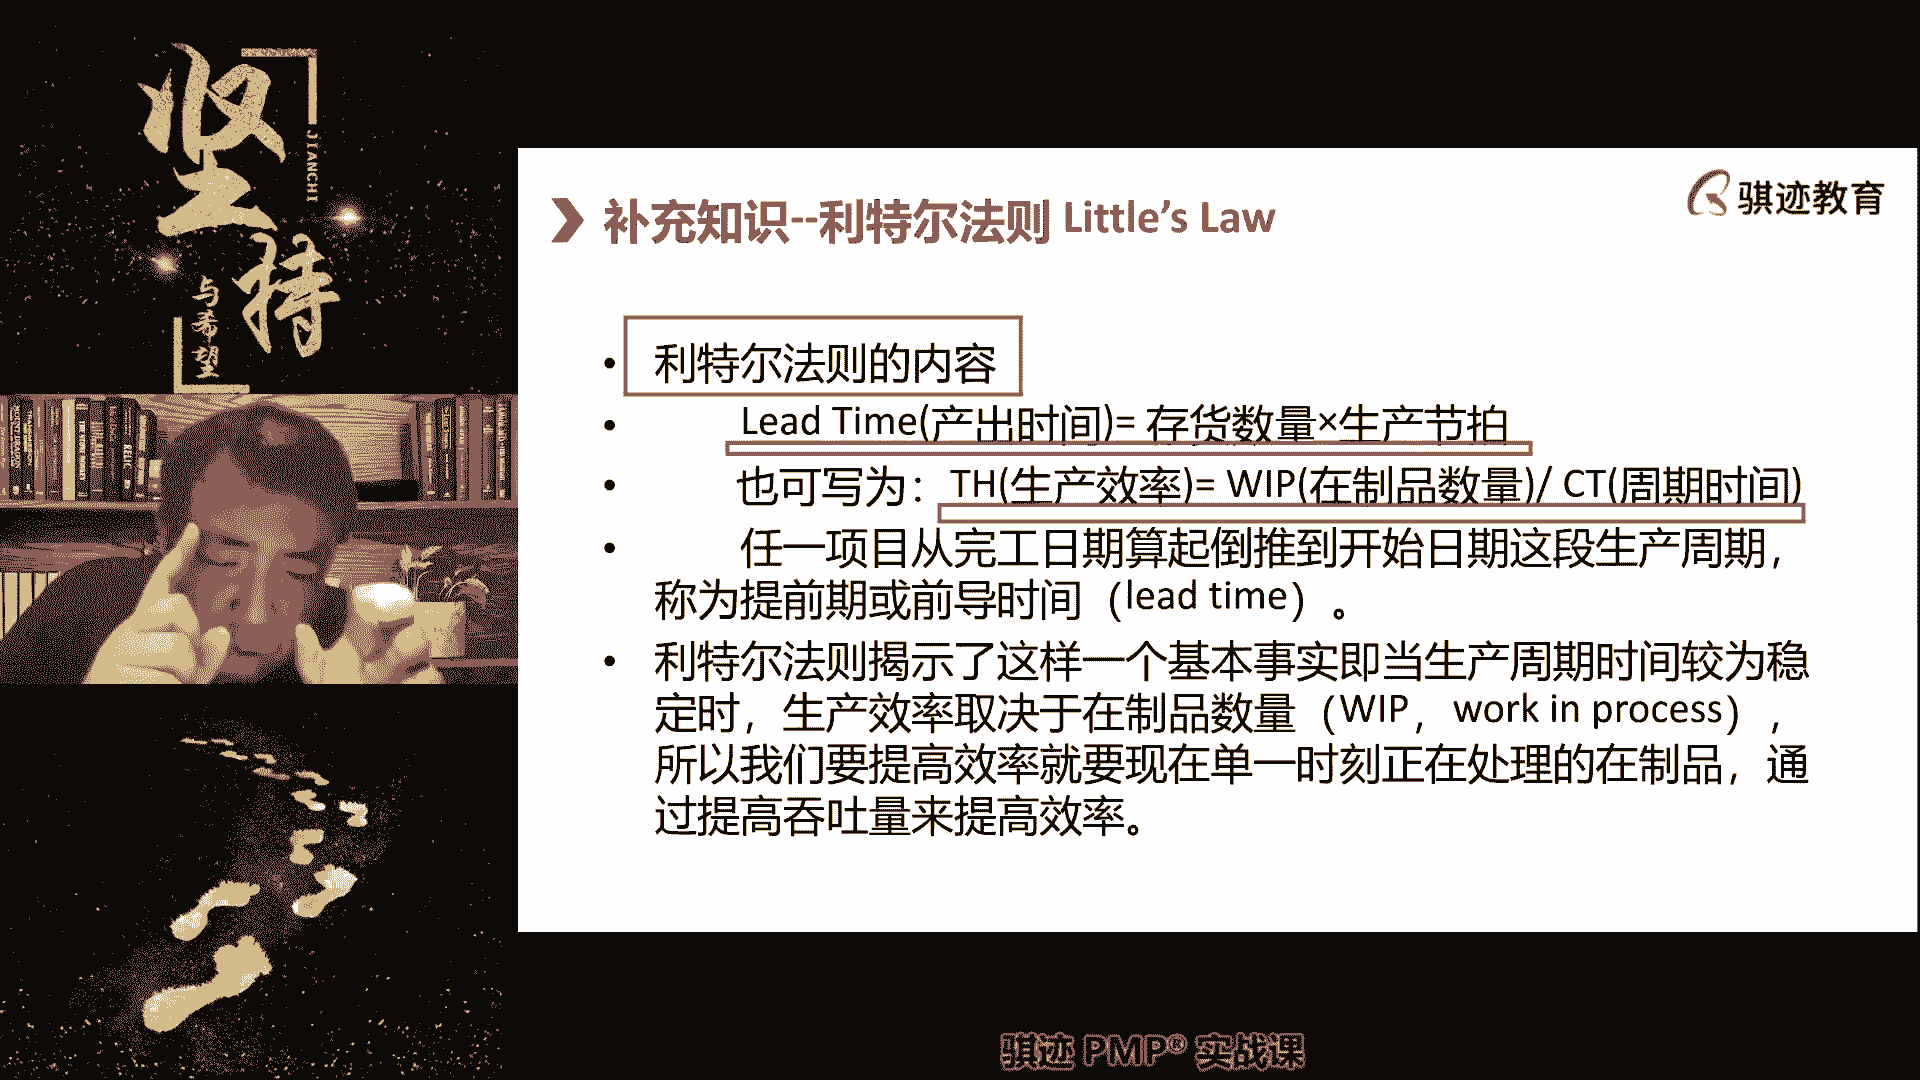 坚持
JIANCHI
与希望
骐迹教育
补充知识--利特尔法则 Little's Law
• 利特尔法则的内容
• Lead Time(产出时间)= 存货数量×生产节拍
• 也可写为：TH(生产效率)= WIP(在制品数量)/ CT(周期时间)
• 任一项目从完工日期算起倒推到开始日期这段生产周期，
称为提前期或前导时间（lead time）。
• 利特尔法则揭示了这样一个基本事实即当生产周期时间较为稳
定时，生产效率取决于在制品数量（WIP，work in process），
所以我们要提高效率就要现在单一时刻正在处理的在制品，通
过提高吞吐量来提高效率。
骐迹 PMP® 实战课